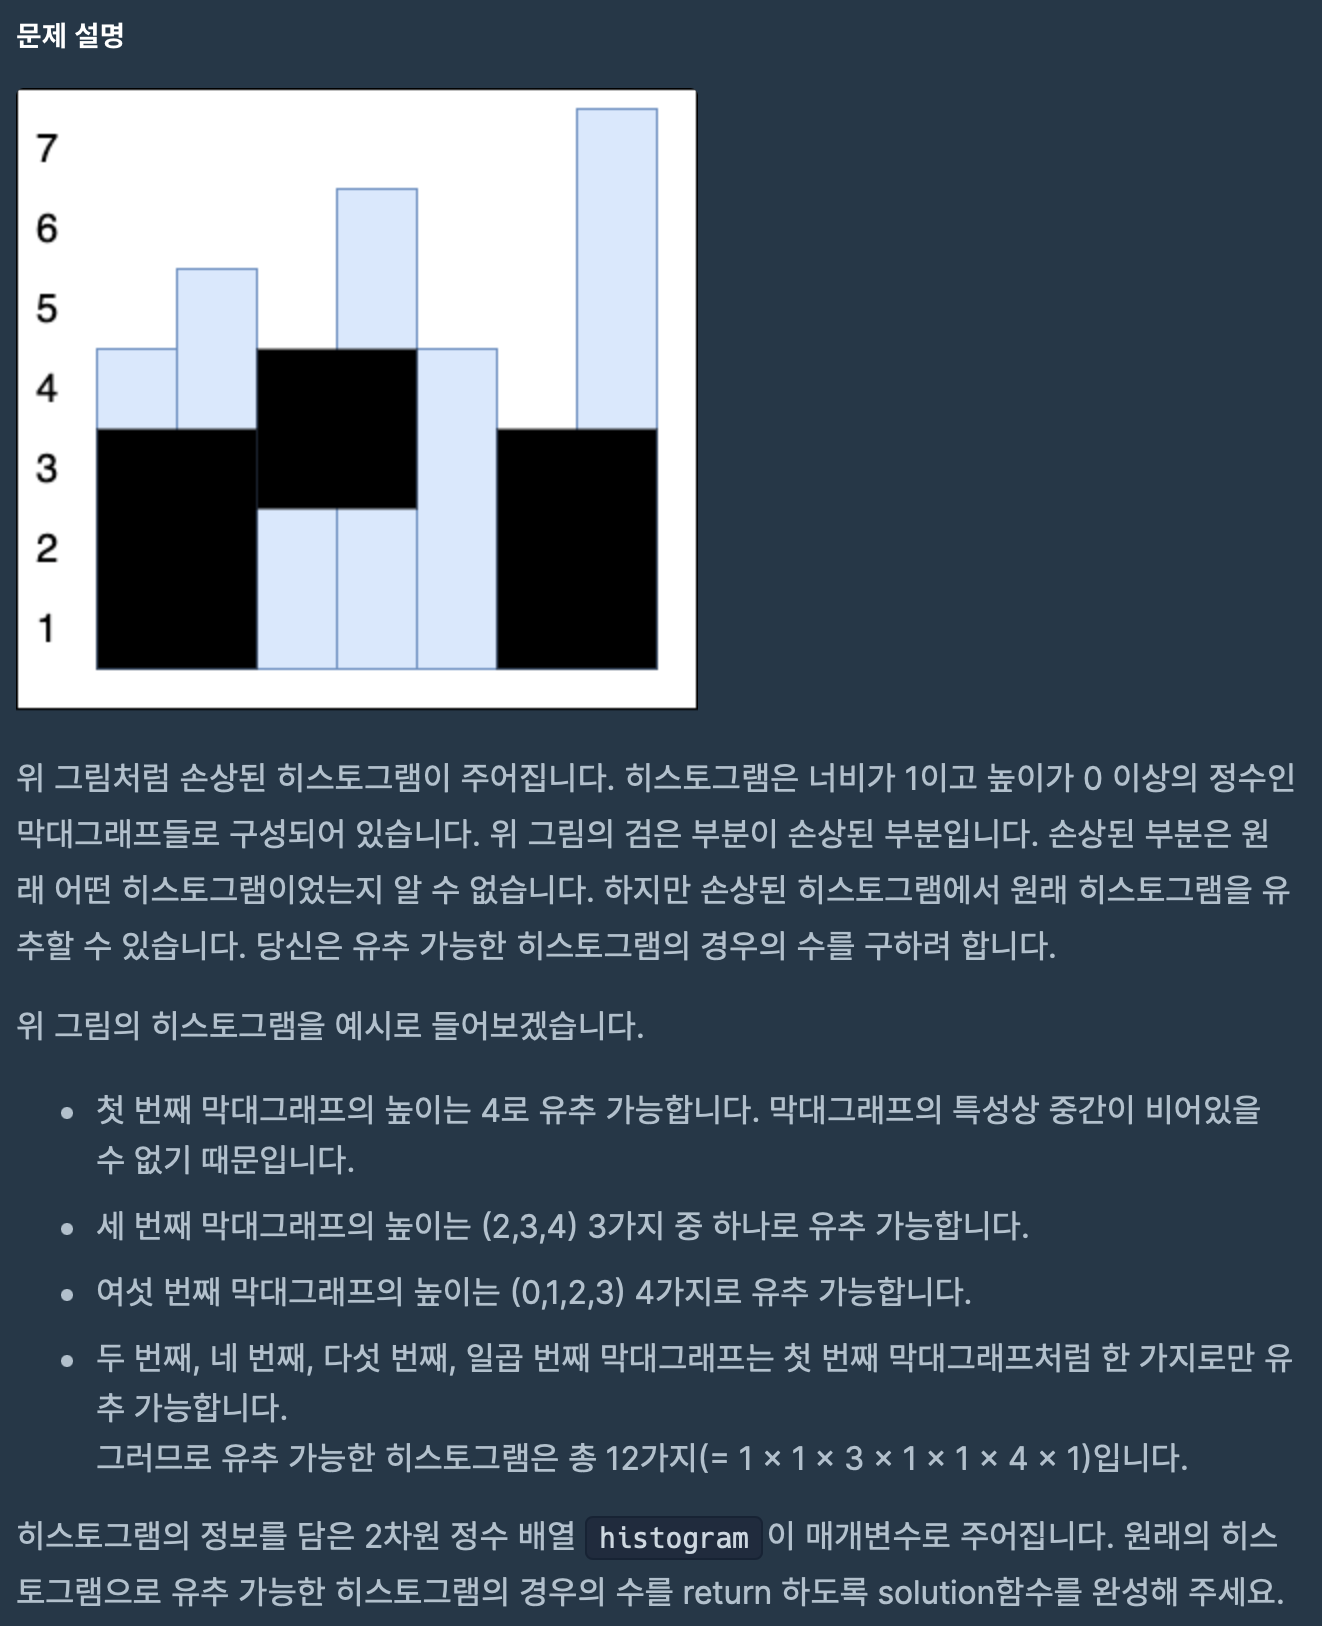 문제 설명
7
6
5
4
3
2
1
위 그림처럼 손상된 히스토그램이 주어집니다. 히스토그램은 너비가 1이고 높이가 0 이상의 정수인
막대그래프들로 구성되어 있습니다. 위 그림의 검은 부분이 손상된 부분입니다. 손상된 부분은 원
래 어떤 히스토그램이었는지 알 수 없습니다. 하지만 손상된 히스토그램에서 원래 히스토그램을 유
추할 수 있습니다. 당신은 유추 가능한 히스토그램의 경우의 수를 구하려 합니다.
위 그림의 히스토그램을 예시로 들어보겠습니다.
• 첫 번째 막대그래프의 높이는 4로 유추 가능합니다. 막대그래프의 특성상 중간이 비어있을
수 없기 때문입니다.
• 세 번째 막대그래프의 높이는 (2,3,4) 3가지 중 하나로 유추 가능합니다.
• 여섯 번째 막대그래프의 높이는 (0,1,2,3) 4가지로 유추 가능합니다.
• 두 번째, 네 번째, 다섯 번째, 일곱 번째 막대그래프는 첫 번째 막대그래프처럼 한 가지로만 유
추 가능합니다.
그러므로 유추 가능한 히스토그램은 총 12가지(= 1 × 1 × 3 × 1 × 1 × 4 × 1)입니다.
히스토그램의 정보를 담은 2차원 정수 배열 histogram 이 매개변수로 주어집니다. 원래의 히스
토그램으로 유추 가능한 히스토그램의 경우의 수를 return 하도록 solution함수를 완성해 주세요.